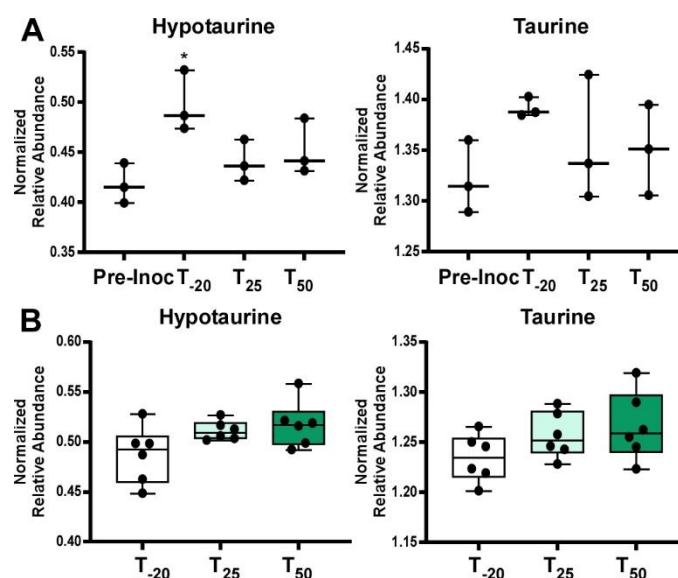 A
Hypotaurine
*
Normalized
Relative Abundance
0.55
0.50
0.45
0.40
0.35
Pre-Inoc T-20 T25 T50
Taurine
Normalized
Relative Abundance
1.45
1.40
1.35
1.30
1.25
Pre-Inoc T-20 T25 T50
B
Hypotaurine
Normalized
Relative Abundance
0.60
0.55
0.50
0.45
0.40
T-20 T25 T50
Taurine
Normalized
Relative Abundance
1.35
1.30
1.25
1.20
1.15
T-20 T25 T50